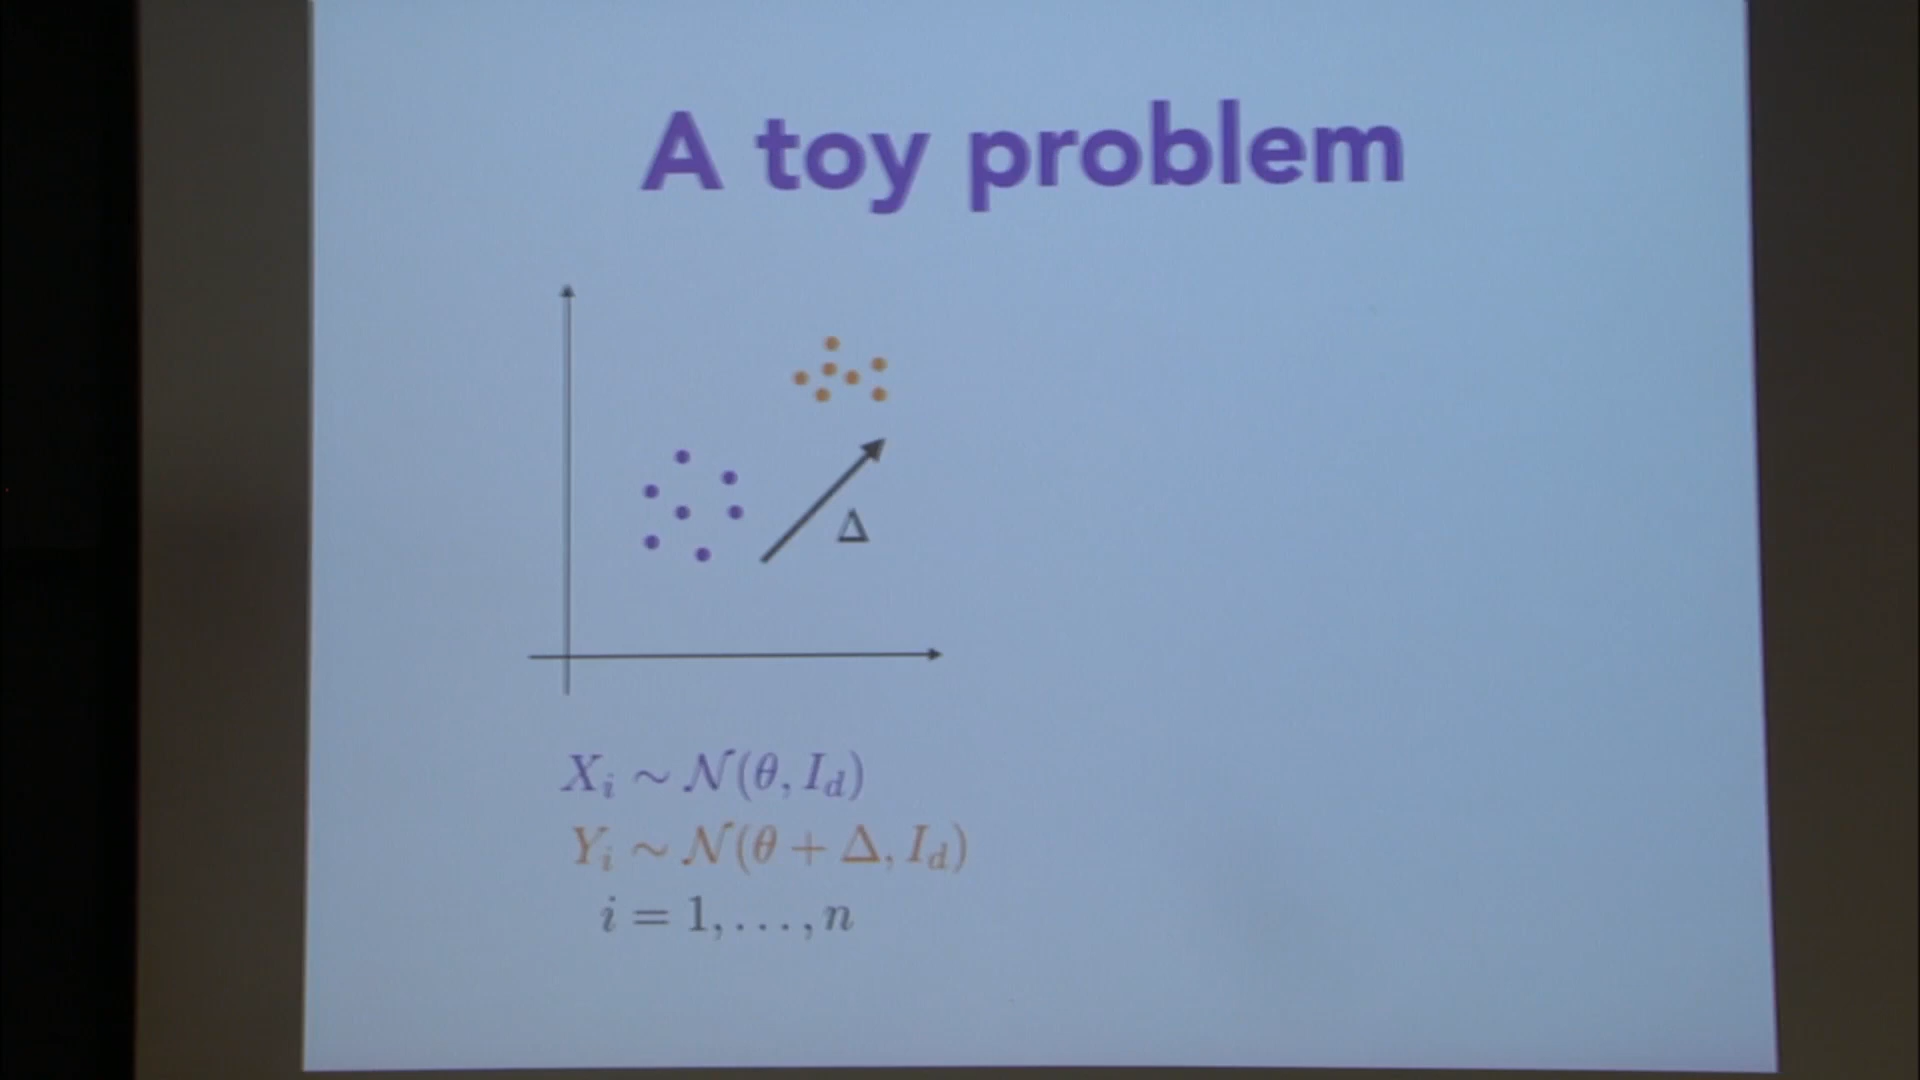 A toy problem
Δ
X_i ∼ 𝒩(θ, I_d)
Y_i ∼ 𝒩(θ + Δ, I_d)
i = 1, . . . , n